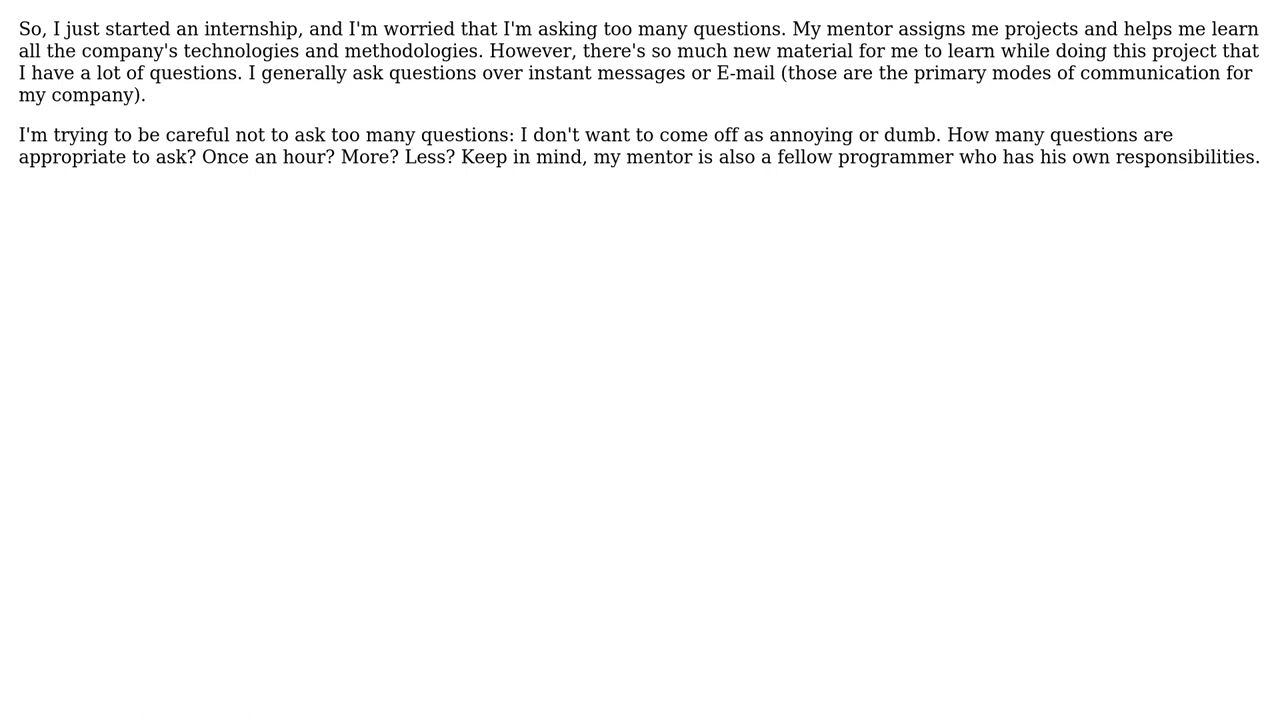 So, I just started an internship, and I'm worried that I'm asking too many questions. My mentor assigns me projects and helps me learn
all the company's technologies and methodologies. However, there's so much new material for me to learn while doing this project that
I have a lot of questions. I generally ask questions over instant messages or E-mail (those are the primary modes of communication for
my company).
I'm trying to be careful not to ask too many questions: I don't want to come off as annoying or dumb. How many questions are
appropriate to ask? Once an hour? More? Less? Keep in mind, my mentor is also a fellow programmer who has his own responsibilities.